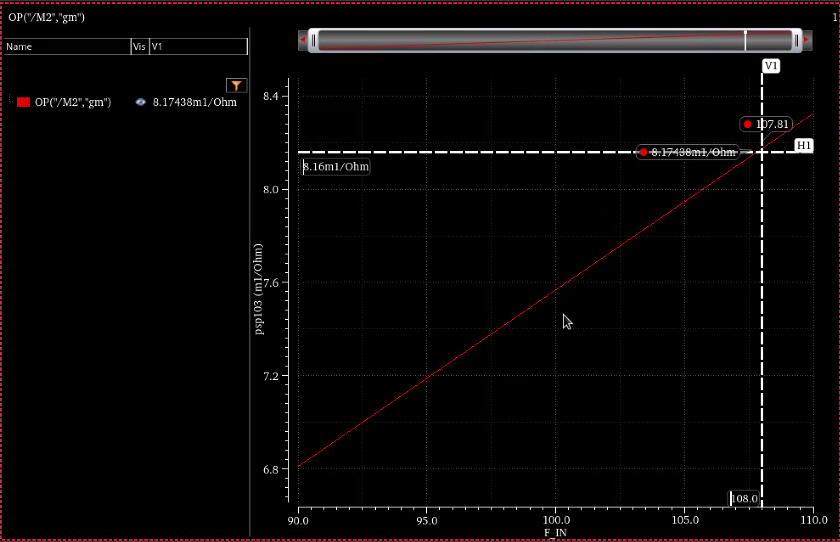 OP("/M2","gm")
1
Name Vis V1
OP("/M2","gm") 8.17438m1/Ohm
V1
107.81
H1
8.17438m1/Ohm
8.16m1/Ohm
8.4
8.0
7.6
7.2
6.8
psp103 (m1/Ohm)
108.0
90.0 95.0 100.0 105.0 110.0
F_IN